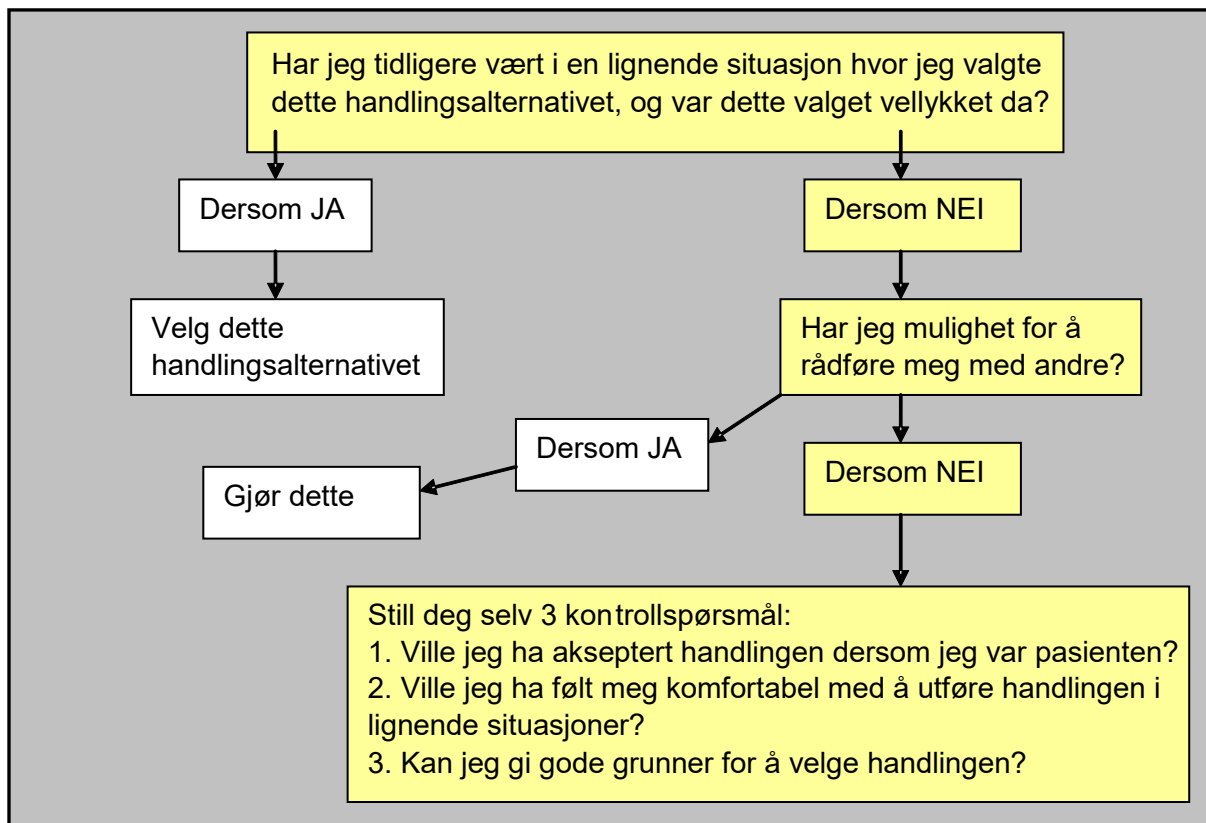 Har jeg tidligere vært i en lignende situasjon hvor jeg valgte
dette handlingsalternativet, og var dette valget vellykket da?
Dersom JA
Dersom NEI
Velg dette
handlingsalternativet
Har jeg mulighet for å
rådføre meg med andre?
Dersom JA
Dersom NEI
Gjør dette
Still deg selv 3 kontrollspørsmål:
1. Ville jeg ha akseptert handlingen dersom jeg var pasienten?
2. Ville jeg ha følt meg komfortabel med å utføre handlingen i
lignende situasjoner?
3. Kan jeg gi gode grunner for å velge handlingen?